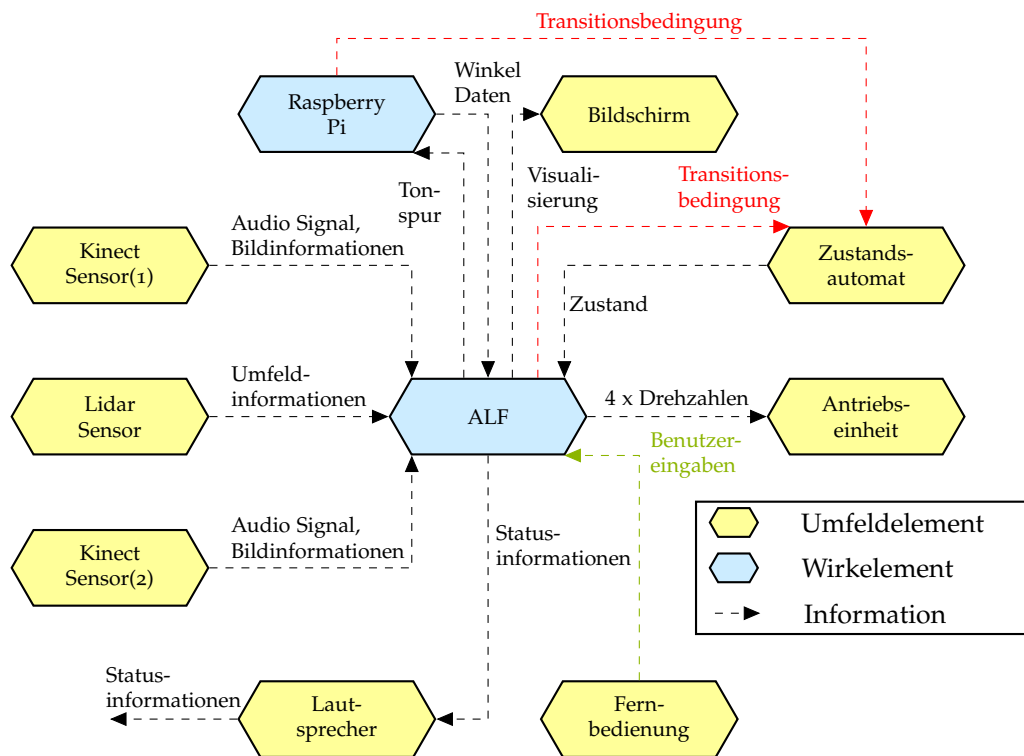 Transitionsbedingung
Raspberry
Pi
Winkel
Daten
Bildschirm
Ton-
spur
Visuali-
sierung
Transitions-
bedingung
Kinect
Sensor(1)
Audio Signal,
Bildinformationen
Zustands-
automat
Zustand
Lidar
Sensor
Umfeld-
informationen
ALF
4 x Drehzahlen
Antriebs-
einheit
Benutzer-
eingaben
Kinect
Sensor(2)
Audio Signal,
Bildinformationen
Status-
informationen
Umfeldelement
Wirkelement
Information
Status-
informationen
Laut-
sprecher
Fern-
bedienung